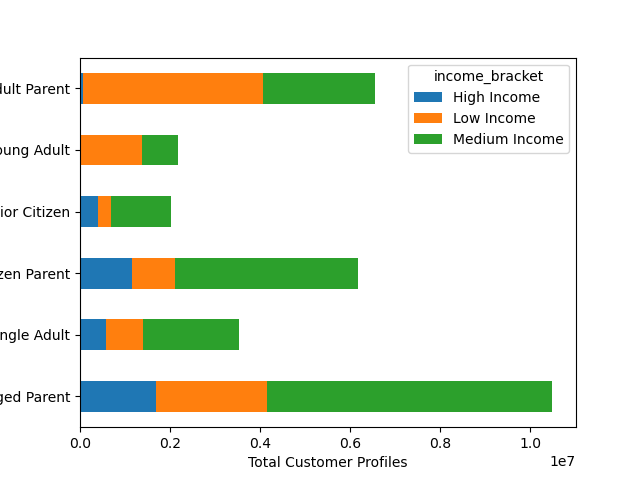 income_bracket
High Income
Low Income
Medium Income
dult Parent
oung Adult
ior Citizen
zen Parent
ngle Adult
ged Parent
0.0 0.2 0.4 0.6 0.8 1.0
1e7
Total Customer Profiles